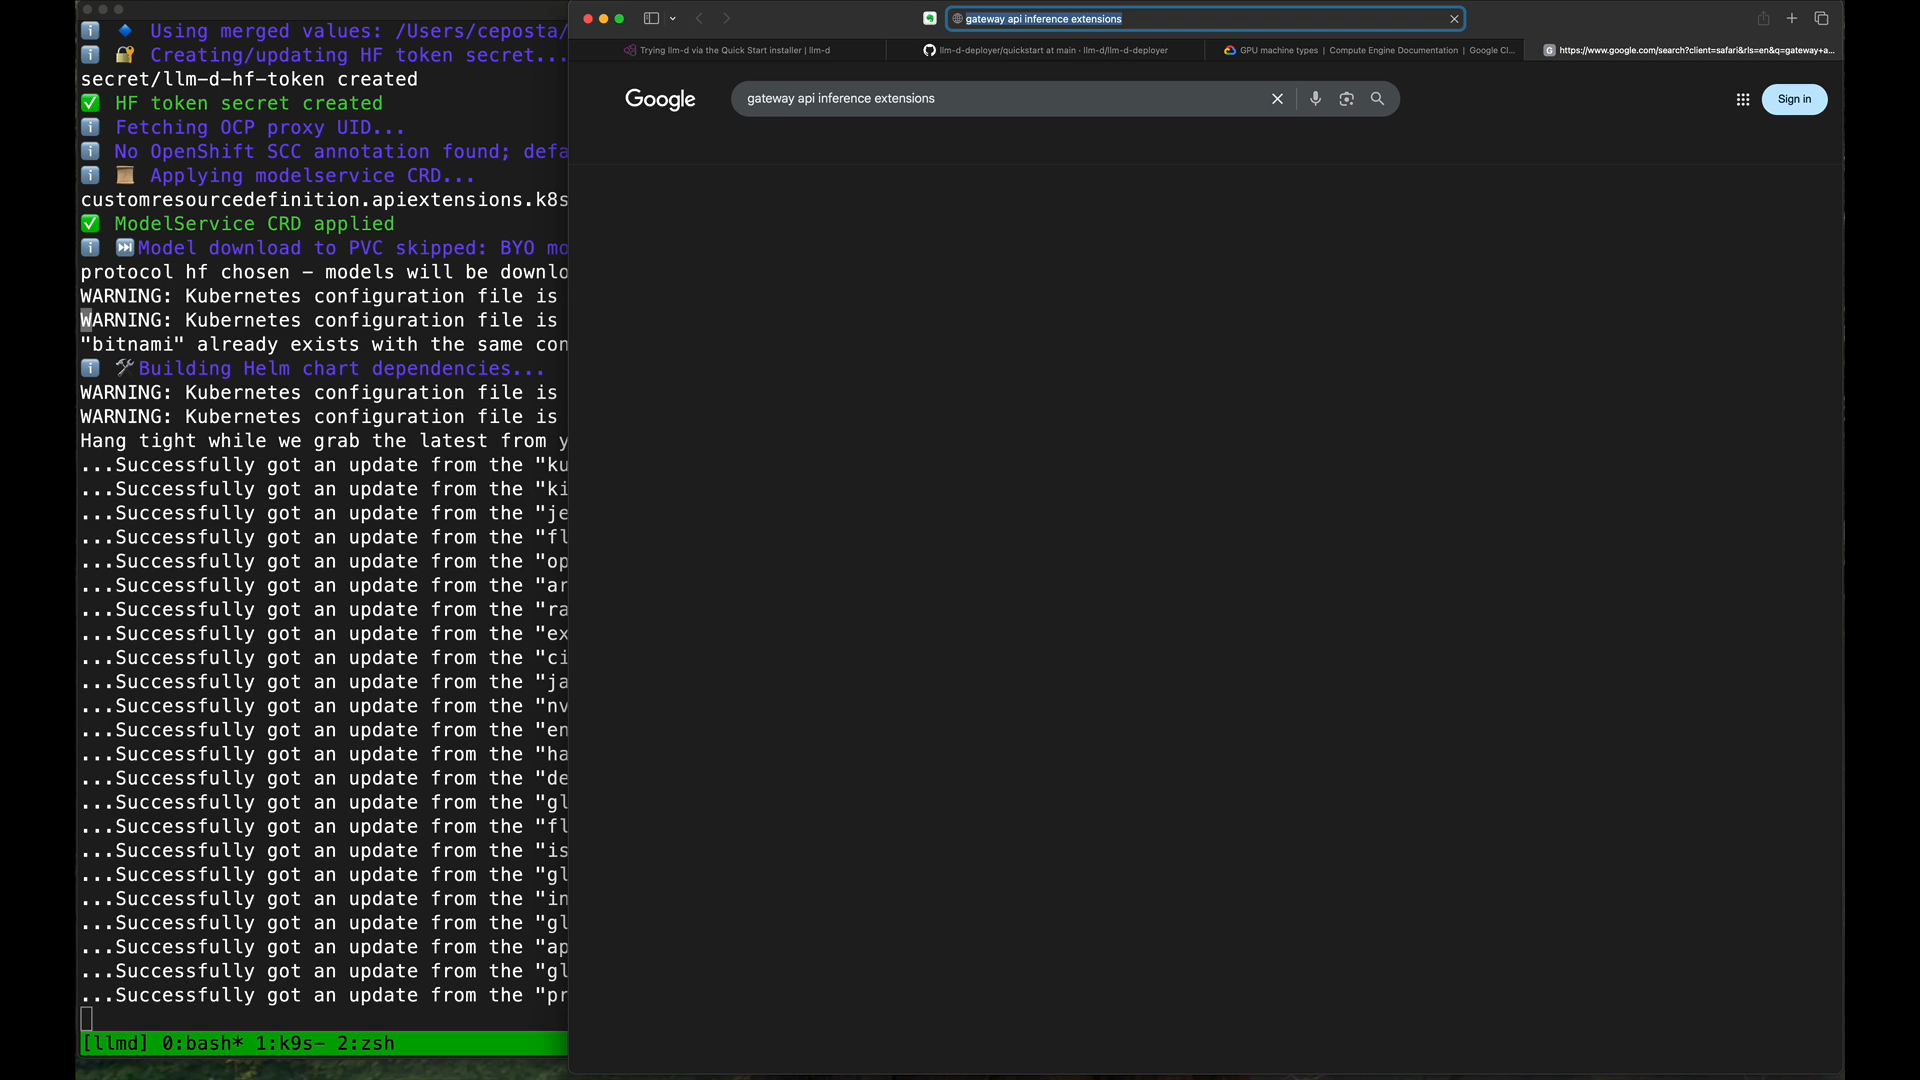 Using merged values: /Users/ceposta/
Creating/updating HF token secret...
secret/llm-d-hf-token created
HF token secret created
Fetching OCP proxy UID...
No OpenShift SCC annotation found; defa
Applying modelservice CRD...
customresourcedefinition.apiextensions.k8s
ModelService CRD applied
Model download to PVC skipped: BYO mo
protocol hf chosen – models will be downlo
WARNING: Kubernetes configuration file is
WARNING: Kubernetes configuration file is
"bitnami" already exists with the same con
Building Helm chart dependencies...
WARNING: Kubernetes configuration file is
WARNING: Kubernetes configuration file is
Hang tight while we grab the latest from y
...Successfully got an update from the "ku
...Successfully got an update from the "ki
...Successfully got an update from the "je
...Successfully got an update from the "fl
...Successfully got an update from the "op
...Successfully got an update from the "ar
...Successfully got an update from the "ra
...Successfully got an update from the "ex
...Successfully got an update from the "ci
...Successfully got an update from the "ja
...Successfully got an update from the "nv
...Successfully got an update from the "en
...Successfully got an update from the "ha
...Successfully got an update from the "de
...Successfully got an update from the "gl
...Successfully got an update from the "fl
...Successfully got an update from the "is
...Successfully got an update from the "gl
...Successfully got an update from the "in
...Successfully got an update from the "gl
...Successfully got an update from the "ap
...Successfully got an update from the "gl
...Successfully got an update from the "pr
[llmd] 0:bash* 1:k9s- 2:zsh
gateway api inference extensions
Trying llm-d via the Quick Start installer | llm-d
llm-d-deployer/quickstart at main · llm-d/llm-d-deployer
GPU machine types | Compute Engine Documentation | Google Cl...
https://www.google.com/search?client=safari&rls=en&q=gateway+a...
Google
gateway api inference extensions
Sign in